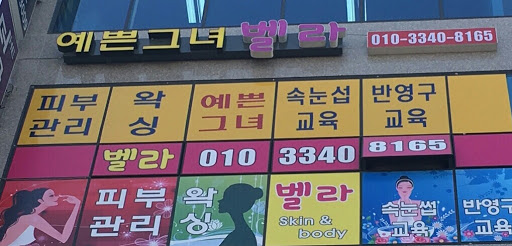 예쁜그녀 벨라 010-3340-8165
피부관리 왁싱 예쁜그녀 속눈썹교육 반영구교육
벨라 010 3340 8165
피부관리 왁싱 벨라 Skin & body 속눈썹교육 반영구교육